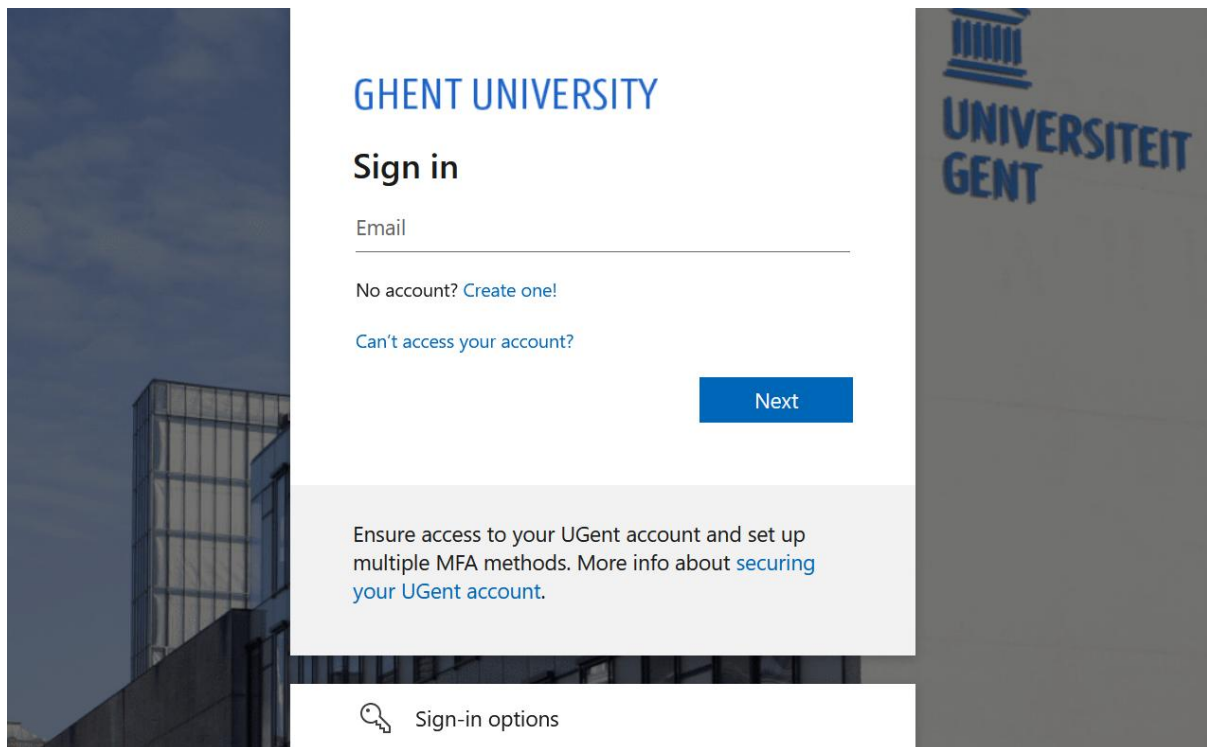 GHENT UNIVERSITY
Sign in
Email
No account? Create one!
Can't access your account?
Next
Ensure access to your UGent account and set up
multiple MFA methods. More info about securing
your UGent account.
Sign-in options
UNIVERSITEIT
GENT